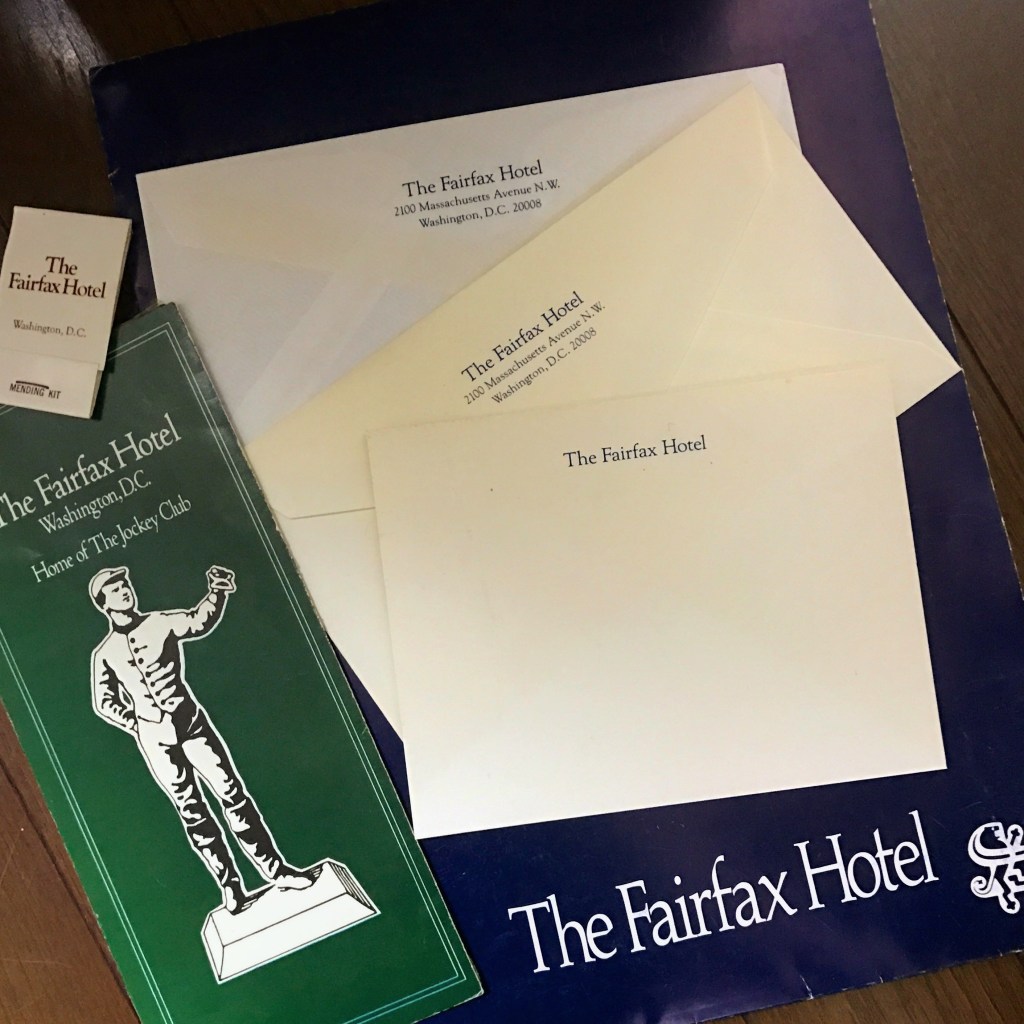 The Fairfax Hotel
2100 Massachusetts Avenue N.W.
Washington, D.C. 20008
The
Fairfax Hotel
Washington, D.C.
MENDING KIT
The Fairfax Hotel
2100 Massachusetts Avenue N.W.
Washington, D.C. 20008
The Fairfax Hotel
The Fairfax Hotel
Washington, D.C.
Home of The Jockey Club
The Fairfax Hotel